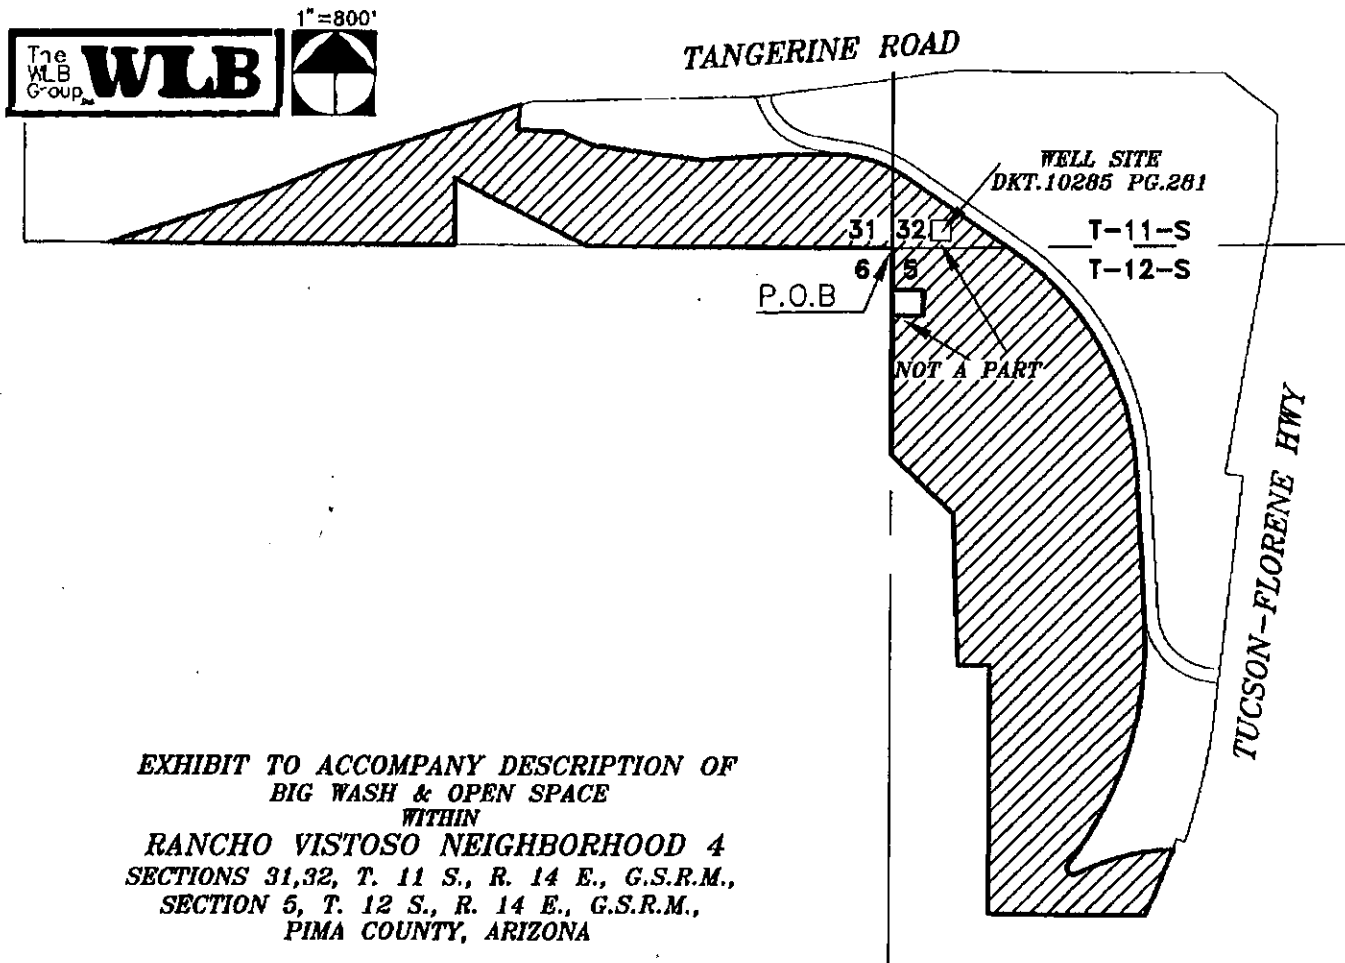 1"=800'
The
WLB
Group
WLB
TANGERINE ROAD
WELL SITE
DKT.10285 PG.281
31 32
T-11-S
6 5
T-12-S
P.O.B
NOT A PART
TUCSON-FLORENE HWY
EXHIBIT TO ACCOMPANY DESCRIPTION OF
BIG WASH & OPEN SPACE
WITHIN
RANCHO VISTOSO NEIGHBORHOOD 4
SECTIONS 31,32, T. 11 S., R. 14 E., G.S.R.M.,
SECTION 5, T. 12 S., R. 14 E., G.S.R.M.,
PIMA COUNTY, ARIZONA